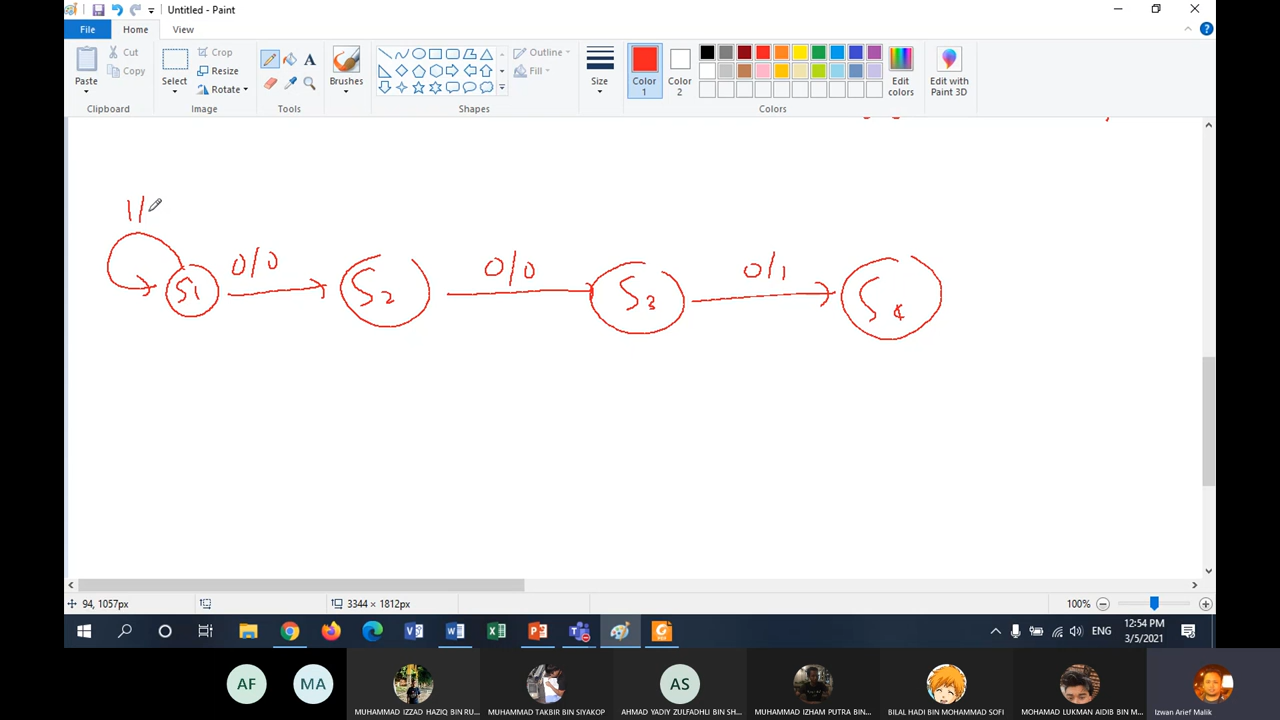 Untitled - Paint
File Home View
Paste
Cut
Copy
Clipboard
Select
Crop
Resize
Rotate
Image
Tools
Brushes
Shapes
Outline
Fill
Size
Color 1
Color 2
Edit colors
Edit with Paint 3D
Colors
1/
0/0
0/0
0/1
S1
S2
S3
S4
94, 1057px
3344 × 1812px
100%
ENG
12:54 PM
3/5/2021
AF
MA
AS
MUHAMMAD IZZAD HAZIQ BIN RU...
MUHAMMAD TAKBIR BIN SIYAKOP
AHMAD YADIY ZULFADHLI BIN SH...
MUHAMMAD IZHAM PUTRA BIN...
BILAL HADI BIN MOHAMMAD SOFI
MOHAMAD LUKMAN AIDIB BIN M...
Izwan Arief Malik